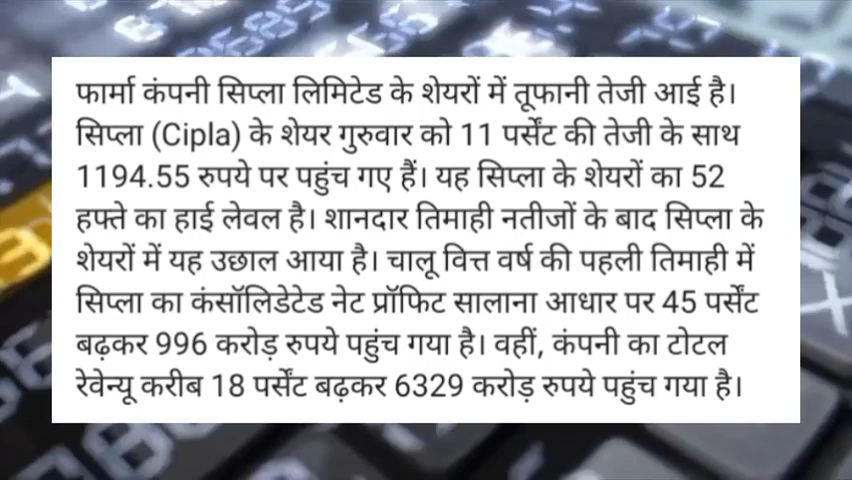 फार्मा कंपनी सिप्ला लिमिटेड के शेयरों में तूफानी तेजी आई है।
सिप्ला (Cipla) के शेयर गुरुवार को 11 पर्सेंट की तेजी के साथ
1194.55 रुपये पर पहुंच गए हैं। यह सिप्ला के शेयरों का 52
हफ्ते का हाई लेवल है। शानदार तिमाही नतीजों के बाद सिप्ला के
शेयरों में यह उछाल आया है। चालू वित्त वर्ष की पहली तिमाही में
सिप्ला का कंसॉलिडेटेड नेट प्रॉफिट सालाना आधार पर 45 पर्सेंट
बढ़कर 996 करोड़ रुपये पहुंच गया है। वहीं, कंपनी का टोटल
रेवेन्यू करीब 18 पर्सेंट बढ़कर 6329 करोड़ रुपये पहुंच गया है।